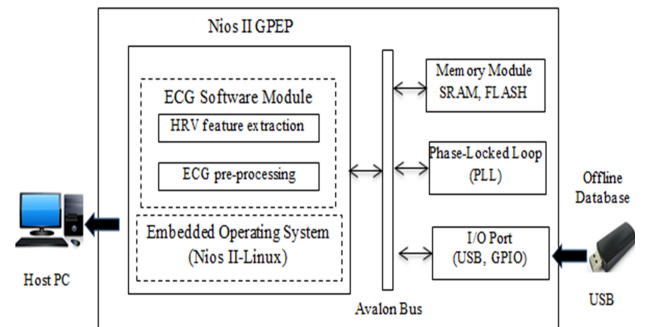 Nios II GPEP
ECG Software Module
HRV feature extraction
ECG pre-processing
Embedded Operating System
(Nios II-Linux)
Memory Module
SRAM, FLASH
Phase-Locked Loop
(PLL)
I/O Port
(USB, GPIO)
Avalon Bus
Host PC
Offline
Database
USB